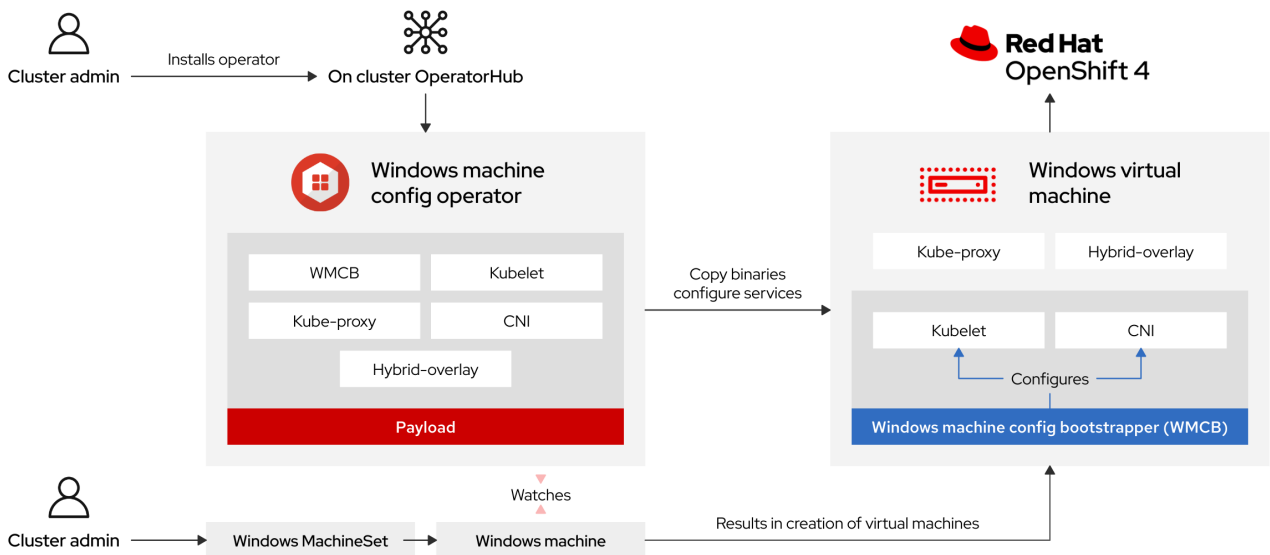 Cluster admin
Installs operator
On cluster OperatorHub
Red Hat
OpenShift 4
Windows machine
config operator
WMCB
Kubelet
Kube-proxy
CNI
Hybrid-overlay
Payload
Copy binaries
configure services
Windows virtual
machine
Kube-proxy
Hybrid-overlay
Kubelet
CNI
Configures
Windows machine config bootstrapper (WMCB)
Watches
Cluster admin
Windows MachineSet
Windows machine
Results in creation of virtual machines